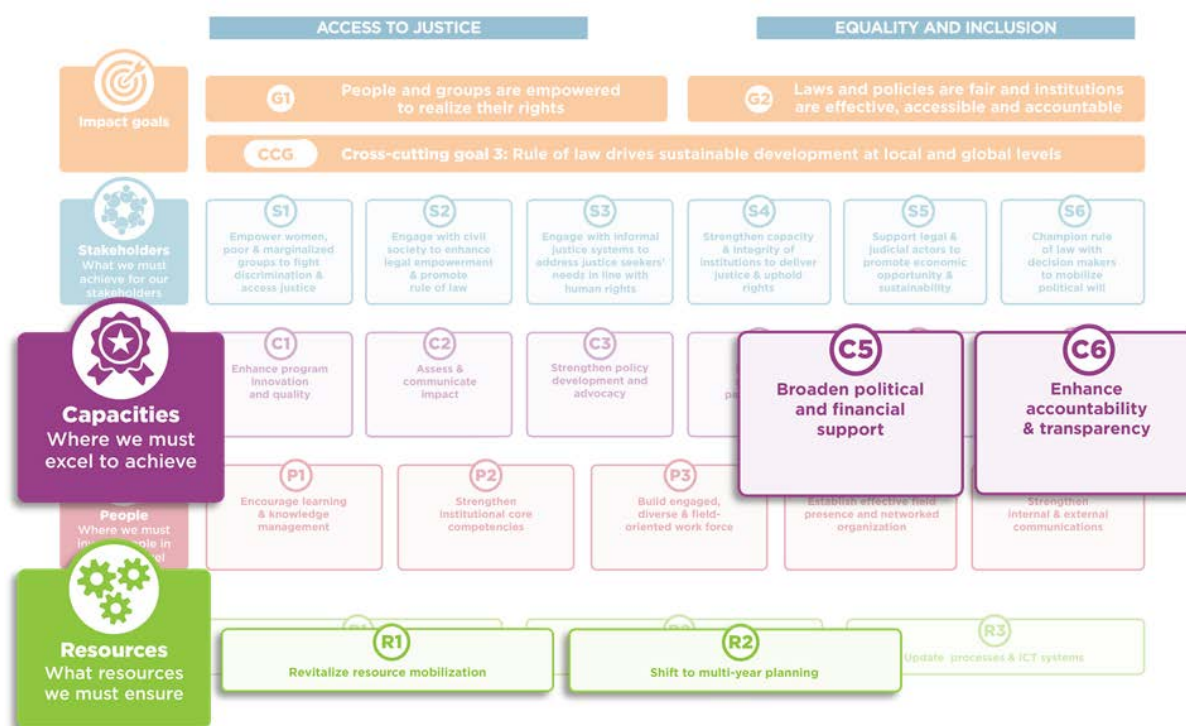 ACCESS TO JUSTICE
EQUALITY AND INCLUSION
Impact goals
G1
People and groups are empowered
to realize their rights
G2
Laws and policies are fair and institutions
are effective, accessible and accountable
CCG
Cross-cutting goal 3: Rule of law drives sustainable development at local and global levels
Stakeholders
What we must
achieve for our
stakeholders
S1
Empower women,
poor & marginalized
groups to fight
discrimination &
access justice
S2
Engage with civil
society to enhance
legal empowerment
& promote
rule of law
S3
Engage with informal
justice systems to
address justice seekers'
needs in line with
human rights
S4
Strengthen capacity
& integrity of
institutions to deliver
justice & uphold
rights
S5
Support legal &
judicial actors to
promote economic
opportunity &
sustainability
S6
Champion rule
of law with
decision makers
to mobilize
political will
Capacities
Where we must
excel to achieve
C1
Enhance program
innovation
and quality
C2
Assess &
communicate
impact
C3
Strengthen policy
development and
advocacy
C5
Broaden political
and financial
support
C6
Enhance
accountability
& transparency
People
Where we must
P1
Encourage learning
& knowledge
management
P2
Strengthen
institutional core
competencies
P3
Build engaged,
diverse & field-
oriented work force
Establish effective field
presence and networked
organization
Strengthen
internal & external
communications
Resources
What resources
we must ensure
R1
Revitalize resource mobilization
R2
Shift to multi-year planning
R3
Update processes & ICT systems